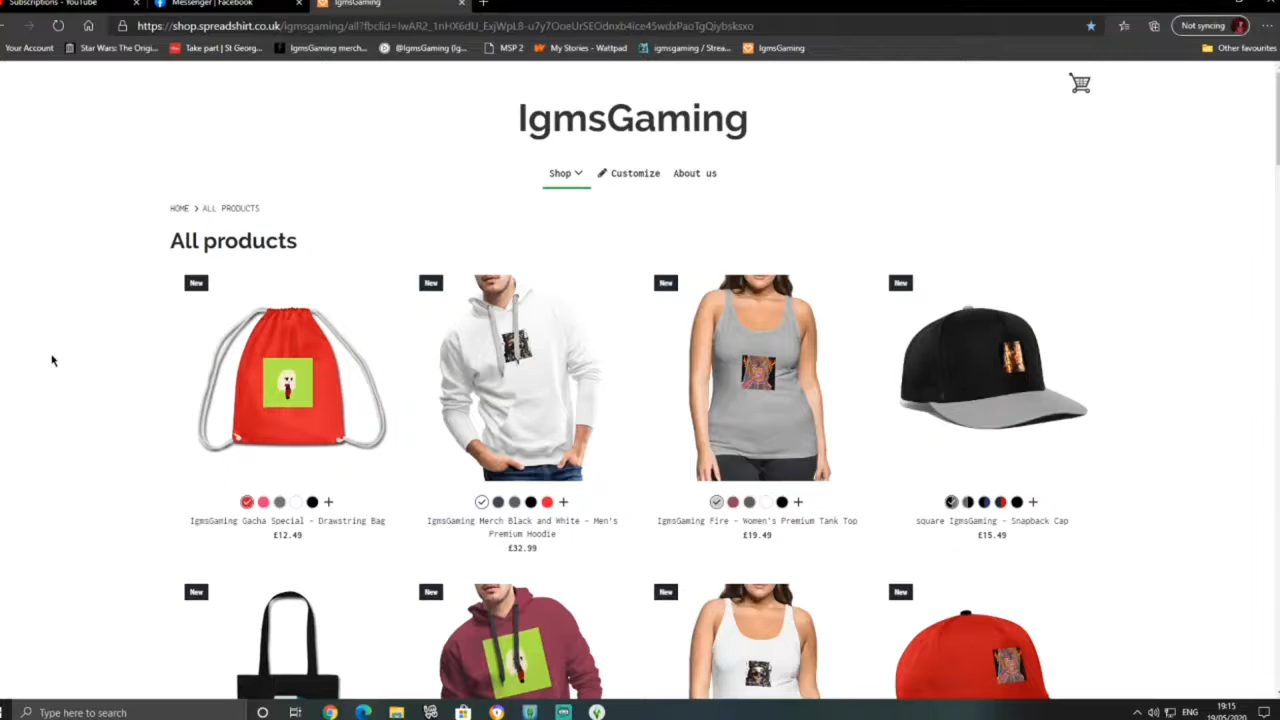 Subscriptions - YouTube
Messenger | Facebook
IgmsGaming
https://shop.spreadshirt.co.uk/igmsgaming/all?fbclid=
Not syncing
Your Account
Star Wars: The Origi...
Take part | St Georg...
IgmsGaming merch...
@IgmsGaming (Ig...
MSP 2
My Stories - Wattpad
igmsgaming / Strea...
IgmsGaming
Other favourites
IgmsGaming
Shop
Customize
About us
HOME > ALL PRODUCTS
All products
New
New
New
New
IgmsGaming Gacha Special - Drawstring Bag
£12.49
IgmsGaming Merch Black and White - Men's
Premium Hoodie
£32.99
IgmsGaming Fire - Women's Premium Tank Top
£19.49
square IgmsGaming - Snapback Cap
£15.49
New
New
New
New
Type here to search
ENG
19:15
19/05/2020